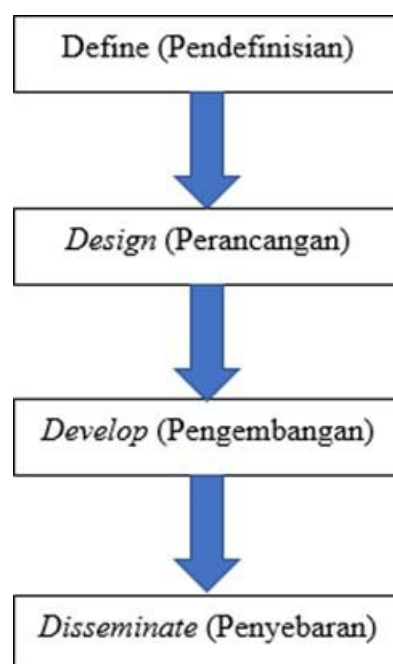 Define (Pendefinisian)
Design (Perancangan)
Develop (Pengembangan)
Disseminate (Penyebaran)